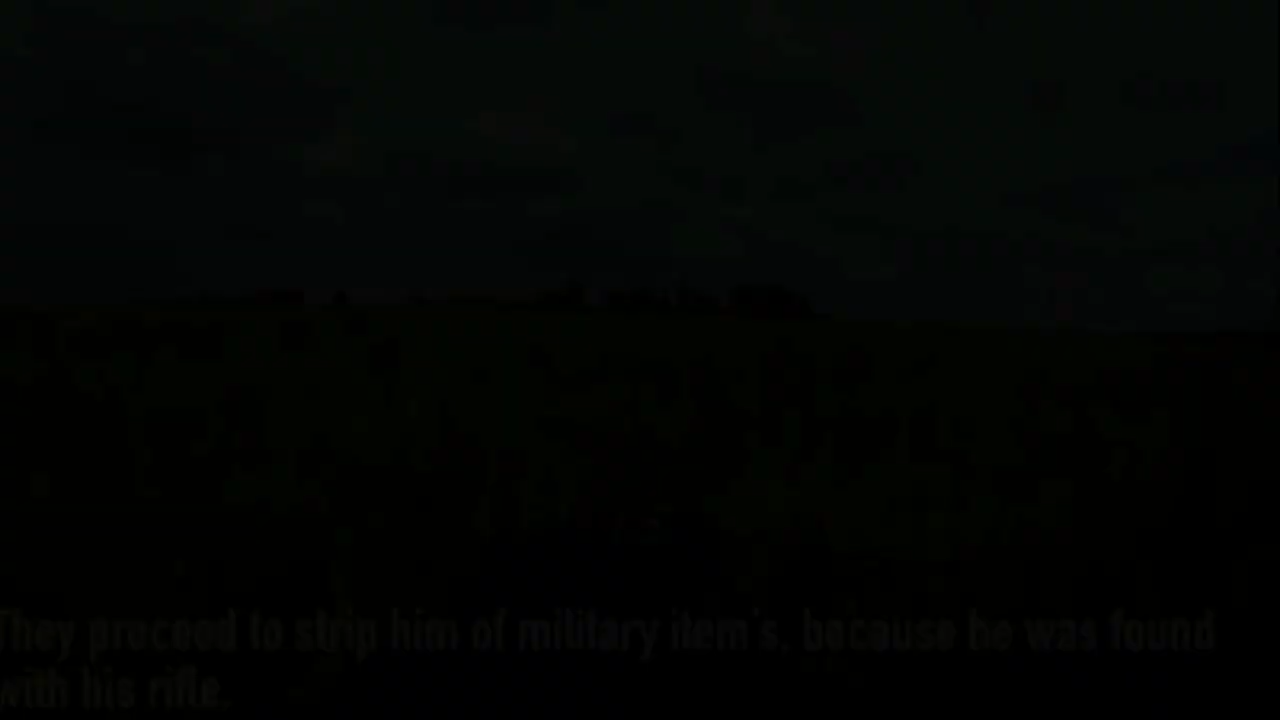 They proceed to strip him of military item's, because he was found
with his rifle.